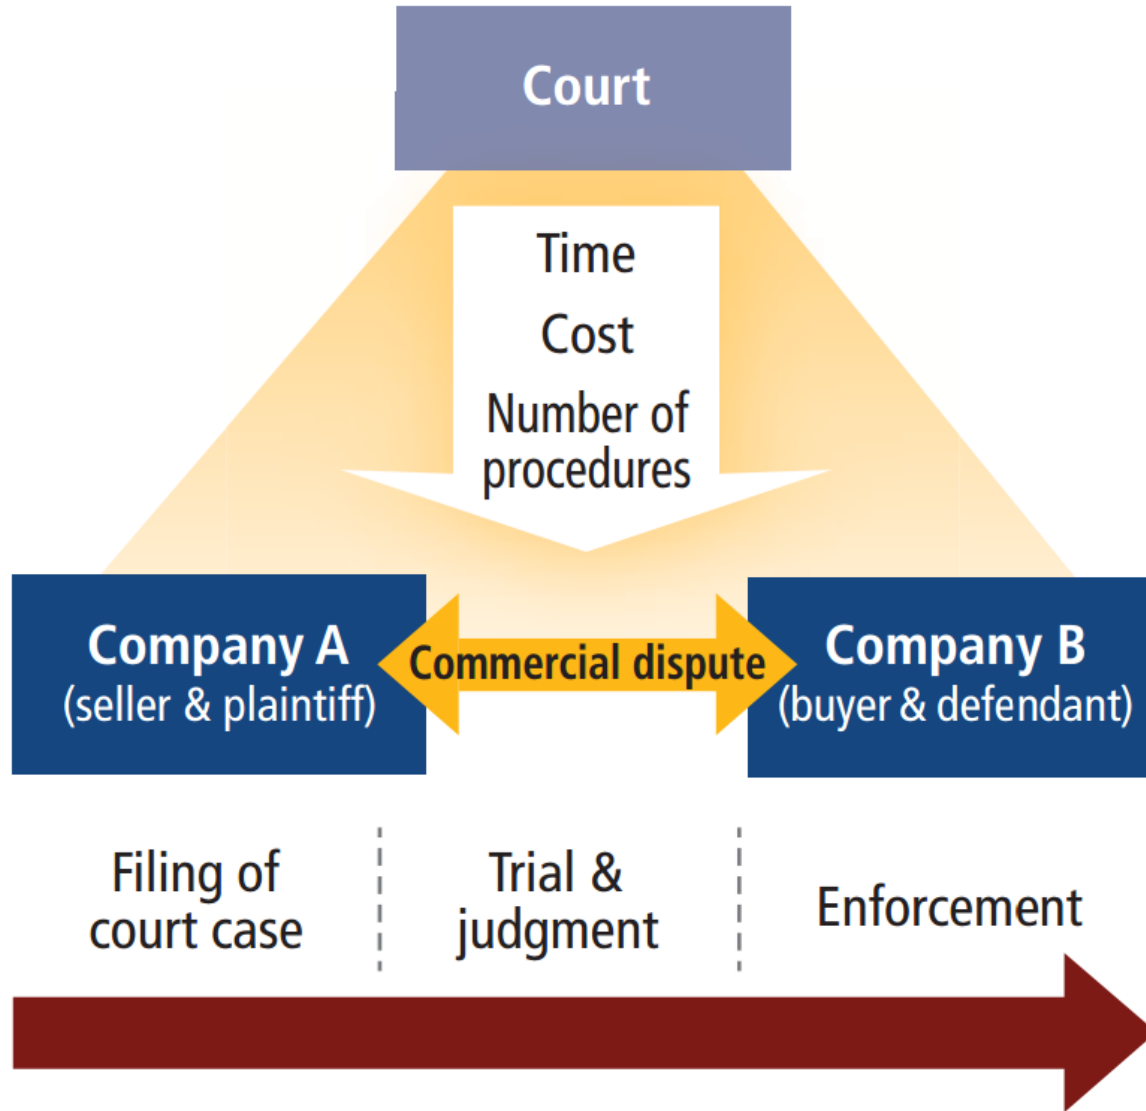 Court
Time
Cost
Number of
procedures
Company A
(seller & plaintiff)
Commercial dispute
Company B
(buyer & defendant)
Filing of
court case
Trial &
judgment
Enforcement